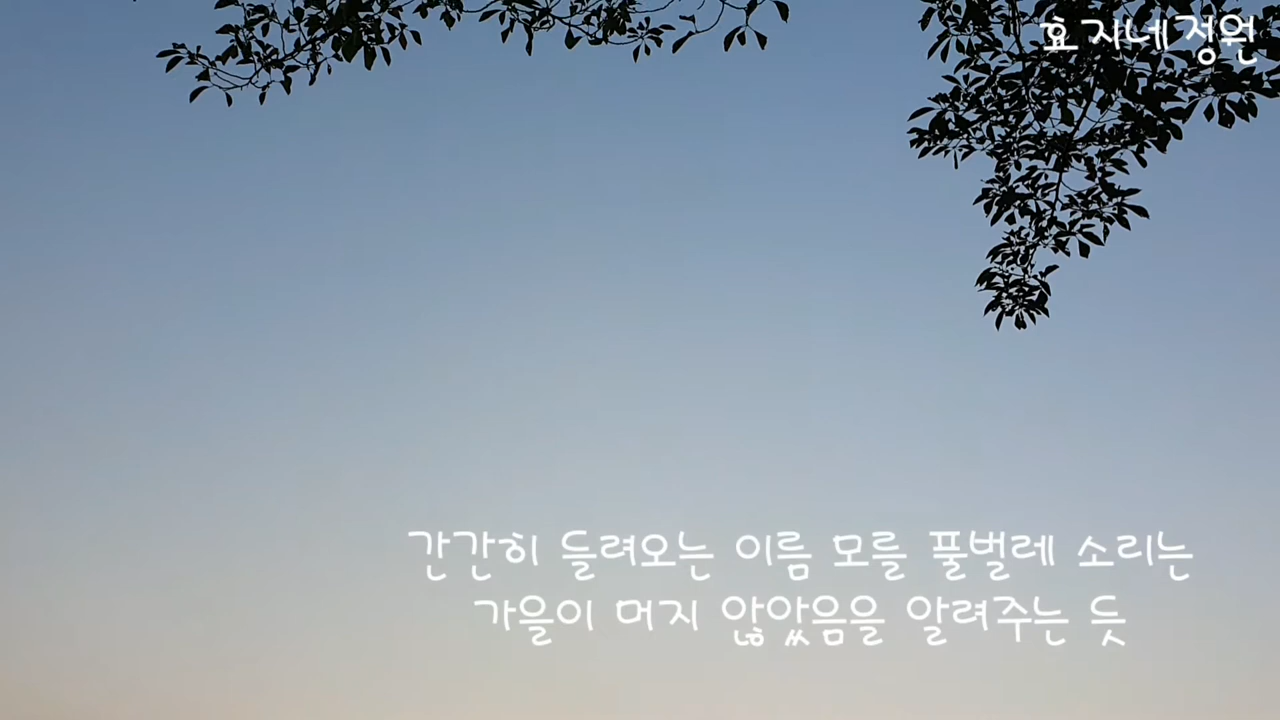 효지네정원
간간히 들려오는 이름 모를 풀벌레 소리는
가을이 머지 않았음을 알려주는 듯